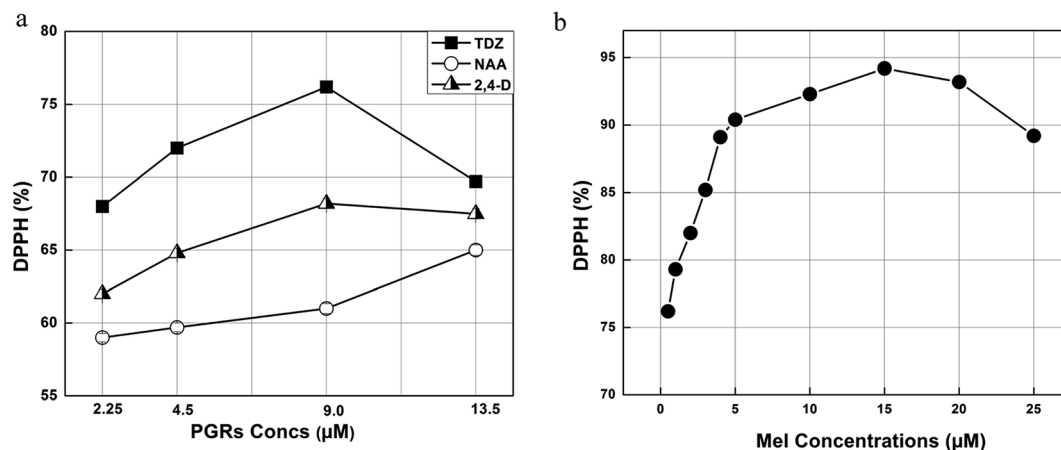 a
80
75
70
65
60
55
DPPH (%)
TDZ
NAA
2,4-D
2.25 4.5 9.0 13.5
PGRs Concs (µM)
b
95
90
85
80
75
70
DPPH (%)
0 5 10 15 20 25
Mel Concentrations (µM)